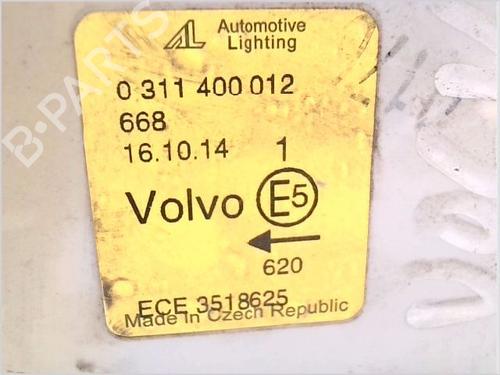 AL Automotive
Lighting
0 311 400 012
668
16.10.14 1
Volvo E5
620
ECE 3518625
Made in Czech Republic
B-PARTS